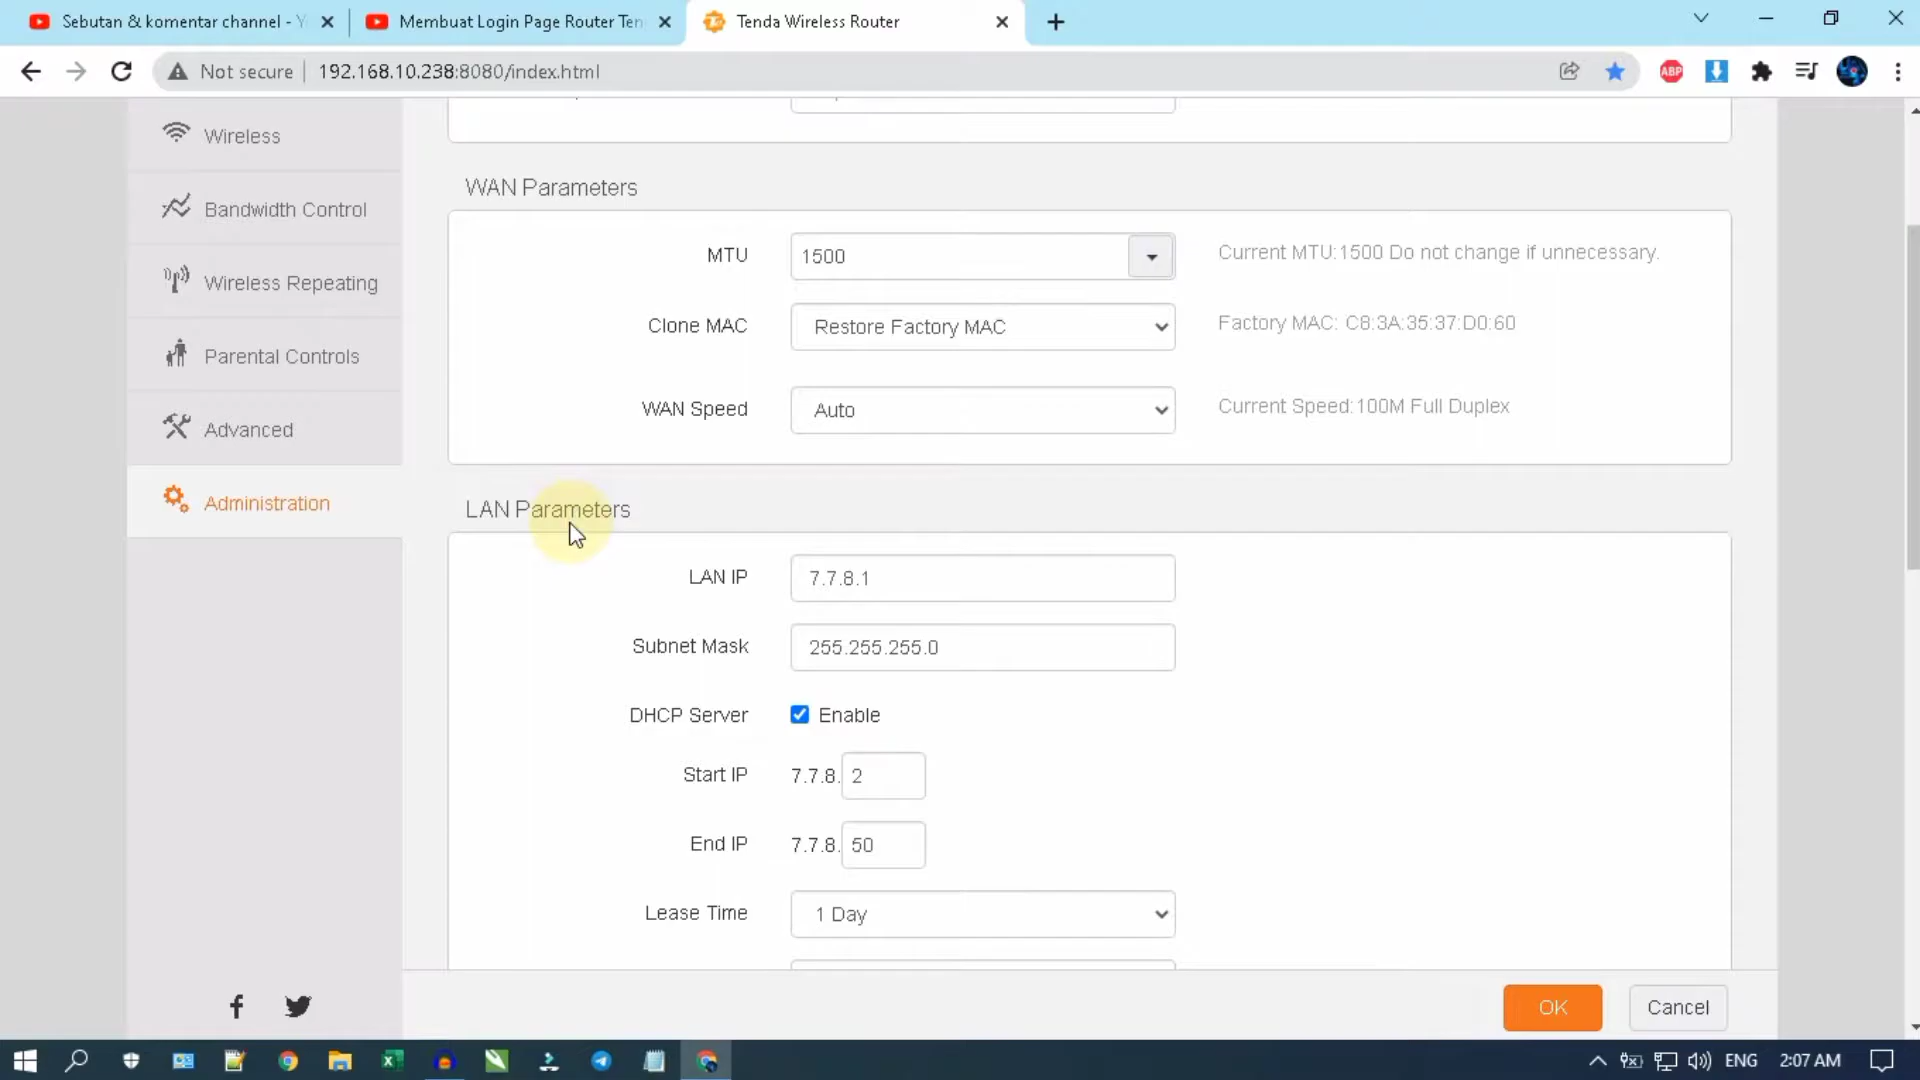 Sebutan & komentar channel - Y
Membuat Login Page Router Ten
Tenda Wireless Router
Not secure
192.168.10.238:8080/index.html
ABP
Wireless
Bandwidth Control
Wireless Repeating
Parental Controls
Advanced
Administration
WAN Parameters
MTU
1500
Current MTU:1500 Do not change if unnecessary.
Clone MAC
Restore Factory MAC
Factory MAC: C8:3A:35:37:D0:60
WAN Speed
Auto
Current Speed:100M Full Duplex
LAN Parameters
LAN IP
7.7.8.1
Subnet Mask
255.255.255.0
DHCP Server
Enable
Start IP
7.7.8. 2
End IP
7.7.8. 50
Lease Time
1 Day
OK
Cancel
ENG
2:07 AM